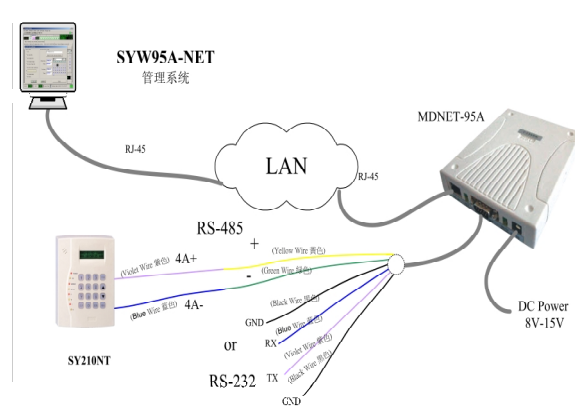 SYW95A-NET
管理系统
MDNET-95A
RJ-45
LAN
RJ-45
RS-485
+
(Yellow Wire 黄色)
(Violet Wire 紫色)
4A+
-
(Green Wire 绿色)
(Blue Wire 蓝色)
4A-
(Black Wire 黑色)
GND
(Blue Wire 蓝色)
or
RX
(Violet Wire 紫色)
DC Power
8V-15V
SY210NT
RS-232
TX
(Black Wire 黑色)
GND